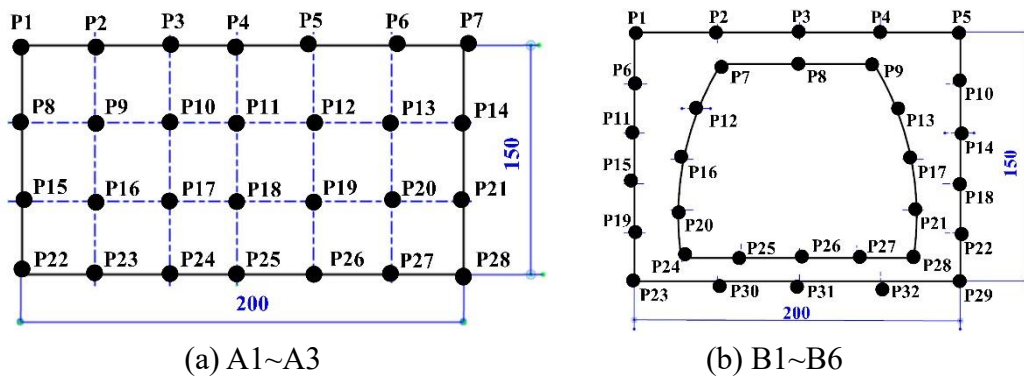 P1 P2 P3 P4 P5 P6 P7
P8 P9 P10 P11 P12 P13 P14
150
P15 P16 P17 P18 P19 P20 P21
P22 P23 P24 P25 P26 P27 P28
200
(a) A1~A3
P1 P2 P3 P4 P5
P6 P7 P8 P9 P10
P11 P12 P13 P14
150
P15 P16 P17 P18
P19 P20 P21 P22
P24 P25 P26 P27 P28
P23 P30 P31 P32 P29
200
(b) B1~B6